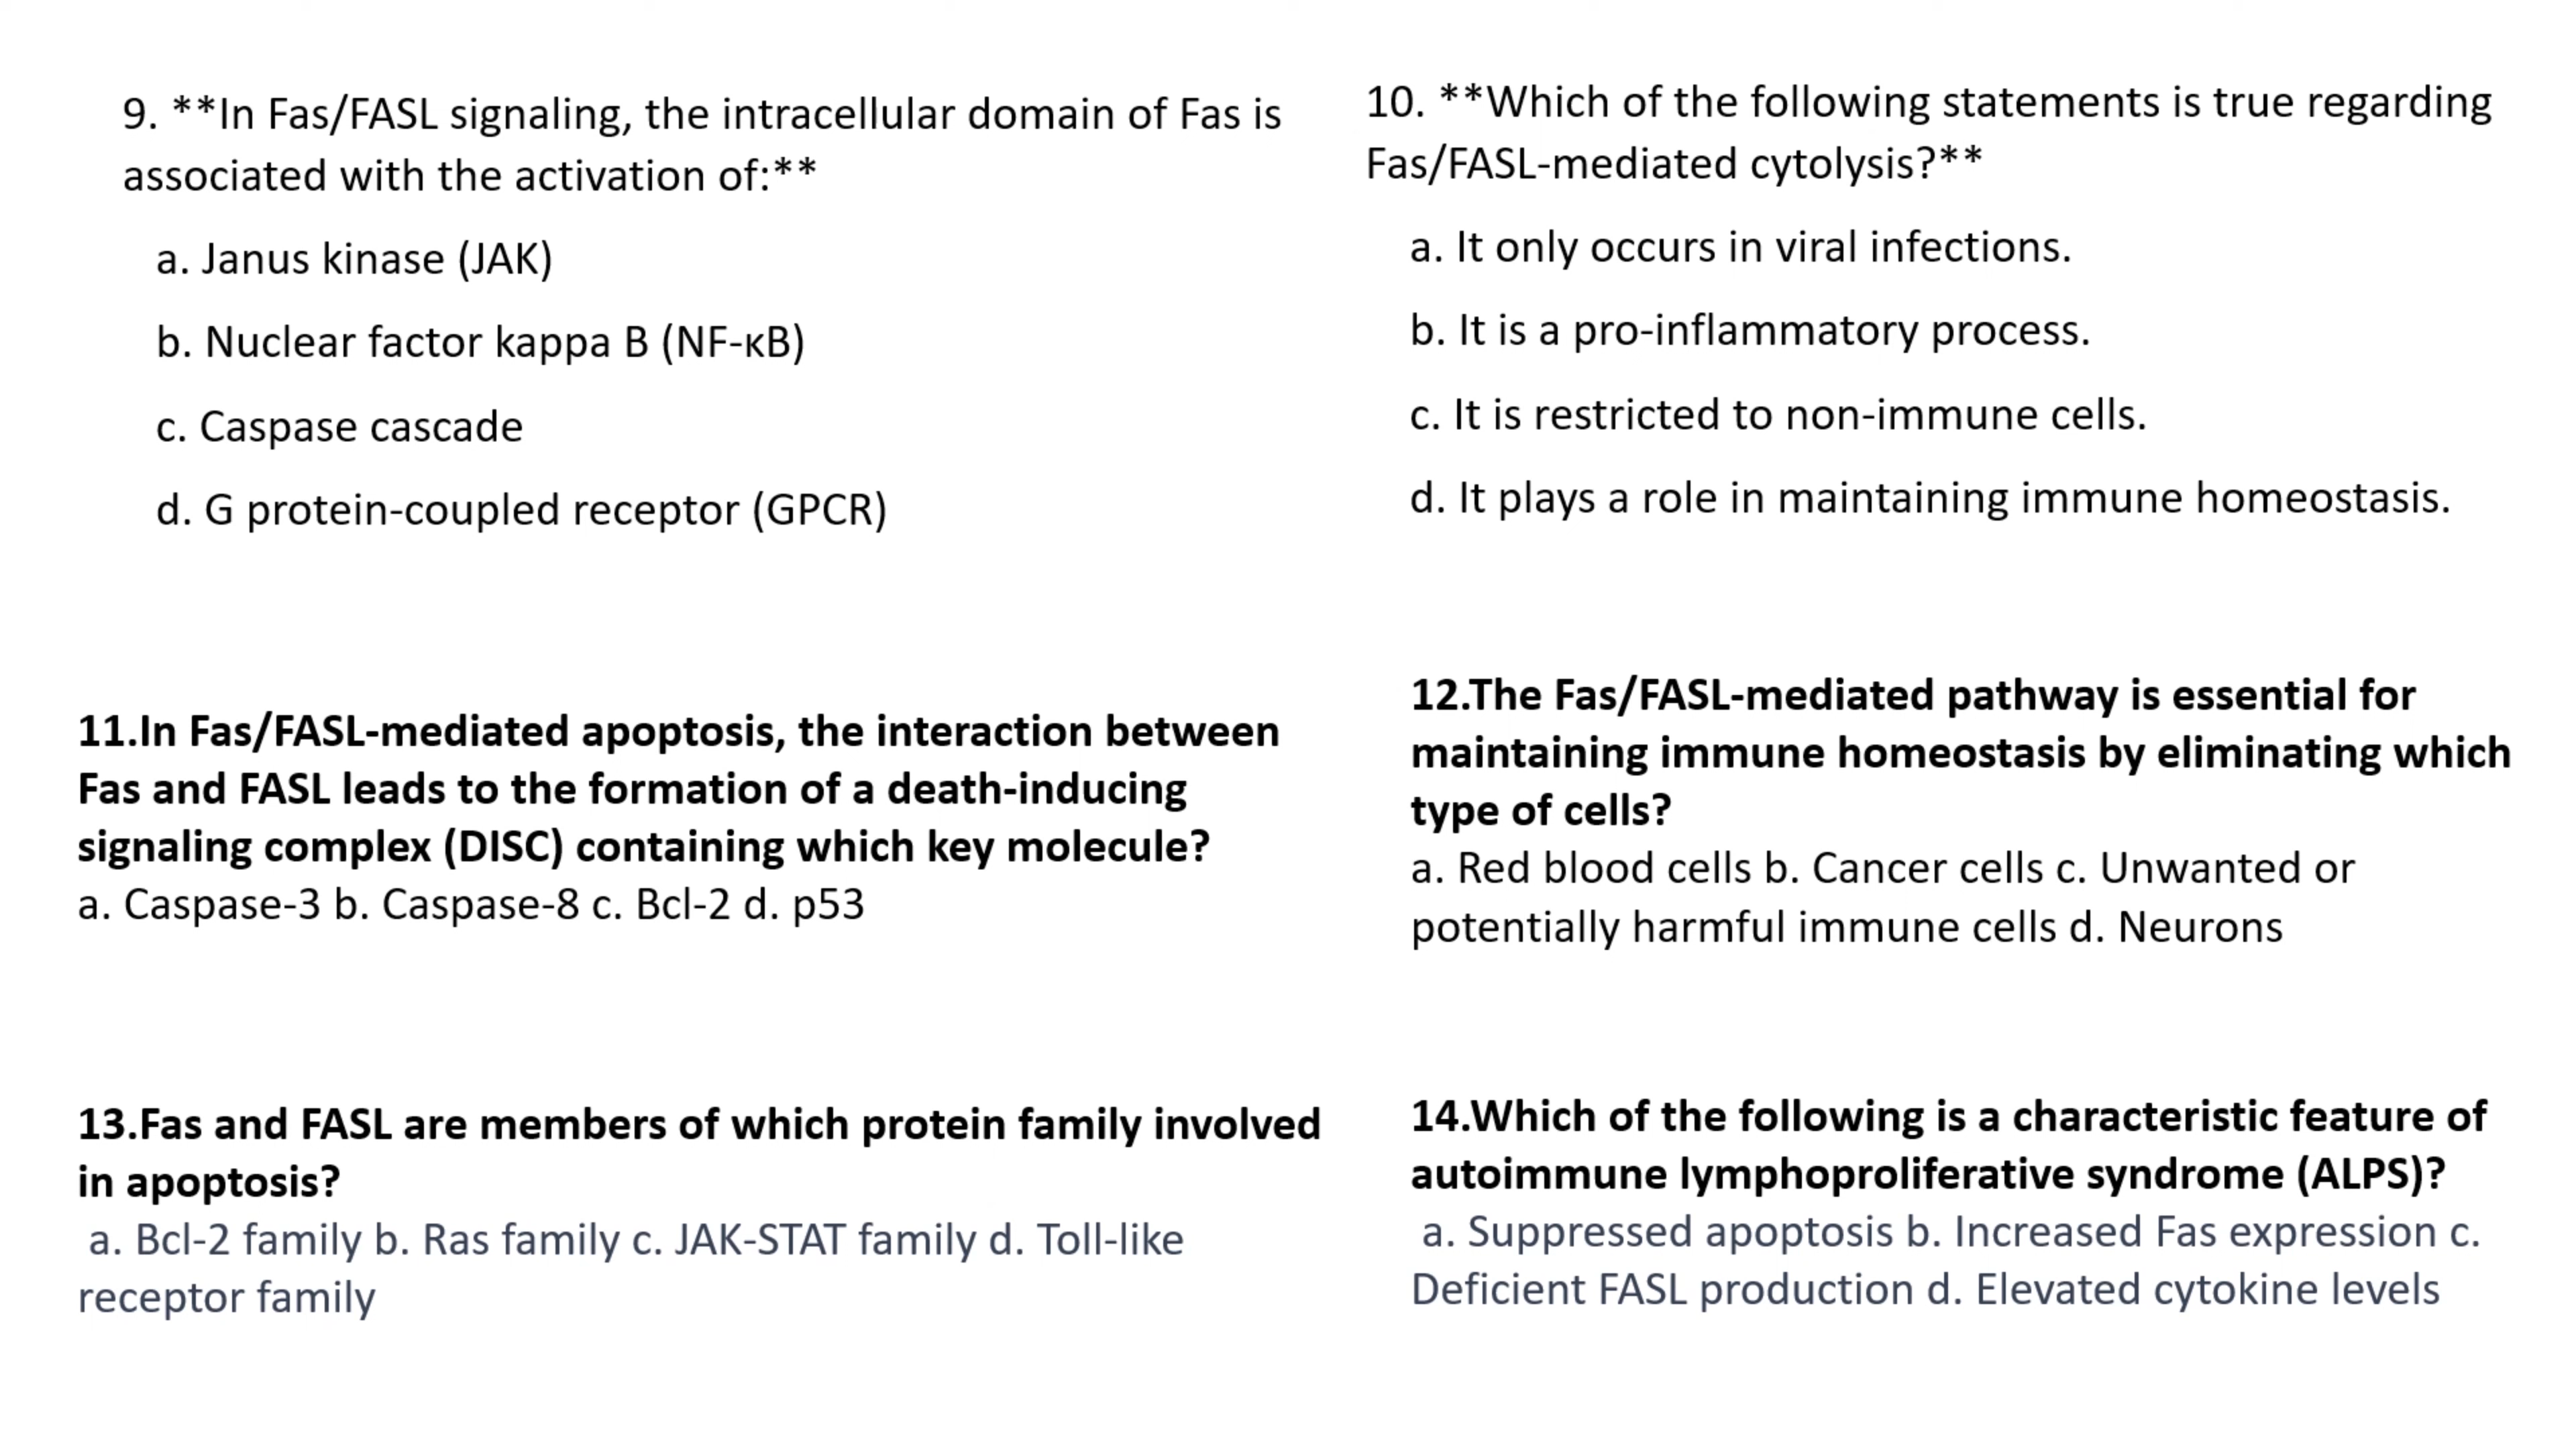 9. **In Fas/FASL signaling, the intracellular domain of Fas is
associated with the activation of:**
a. Janus kinase (JAK)
b. Nuclear factor kappa B (NF-κB)
c. Caspase cascade
d. G protein-coupled receptor (GPCR)
10. **Which of the following statements is true regarding
Fas/FASL-mediated cytolysis?**
a. It only occurs in viral infections.
b. It is a pro-inflammatory process.
c. It is restricted to non-immune cells.
d. It plays a role in maintaining immune homeostasis.
11.In Fas/FASL-mediated apoptosis, the interaction between
Fas and FASL leads to the formation of a death-inducing
signaling complex (DISC) containing which key molecule?
a. Caspase-3 b. Caspase-8 c. Bcl-2 d. p53
12.The Fas/FASL-mediated pathway is essential for
maintaining immune homeostasis by eliminating which
type of cells?
a. Red blood cells b. Cancer cells c. Unwanted or
potentially harmful immune cells d. Neurons
13.Fas and FASL are members of which protein family involved
in apoptosis?
a. Bcl-2 family b. Ras family c. JAK-STAT family d. Toll-like
receptor family
14.Which of the following is a characteristic feature of
autoimmune lymphoproliferative syndrome (ALPS)?
a. Suppressed apoptosis b. Increased Fas expression c.
Deficient FASL production d. Elevated cytokine levels